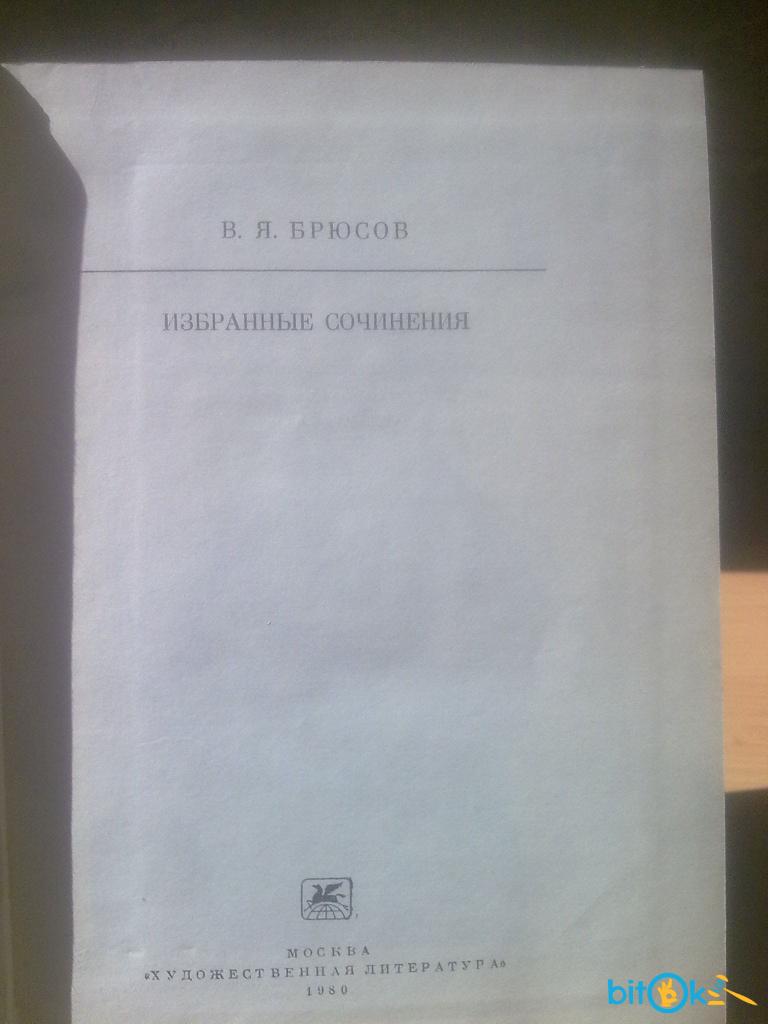 В. Я. БРЮСОВ
ИЗБРАННЫЕ СОЧИНЕНИЯ
МОСКВА
«ХУДОЖЕСТВЕННАЯ ЛИТЕРАТУРА»
1980
bitok